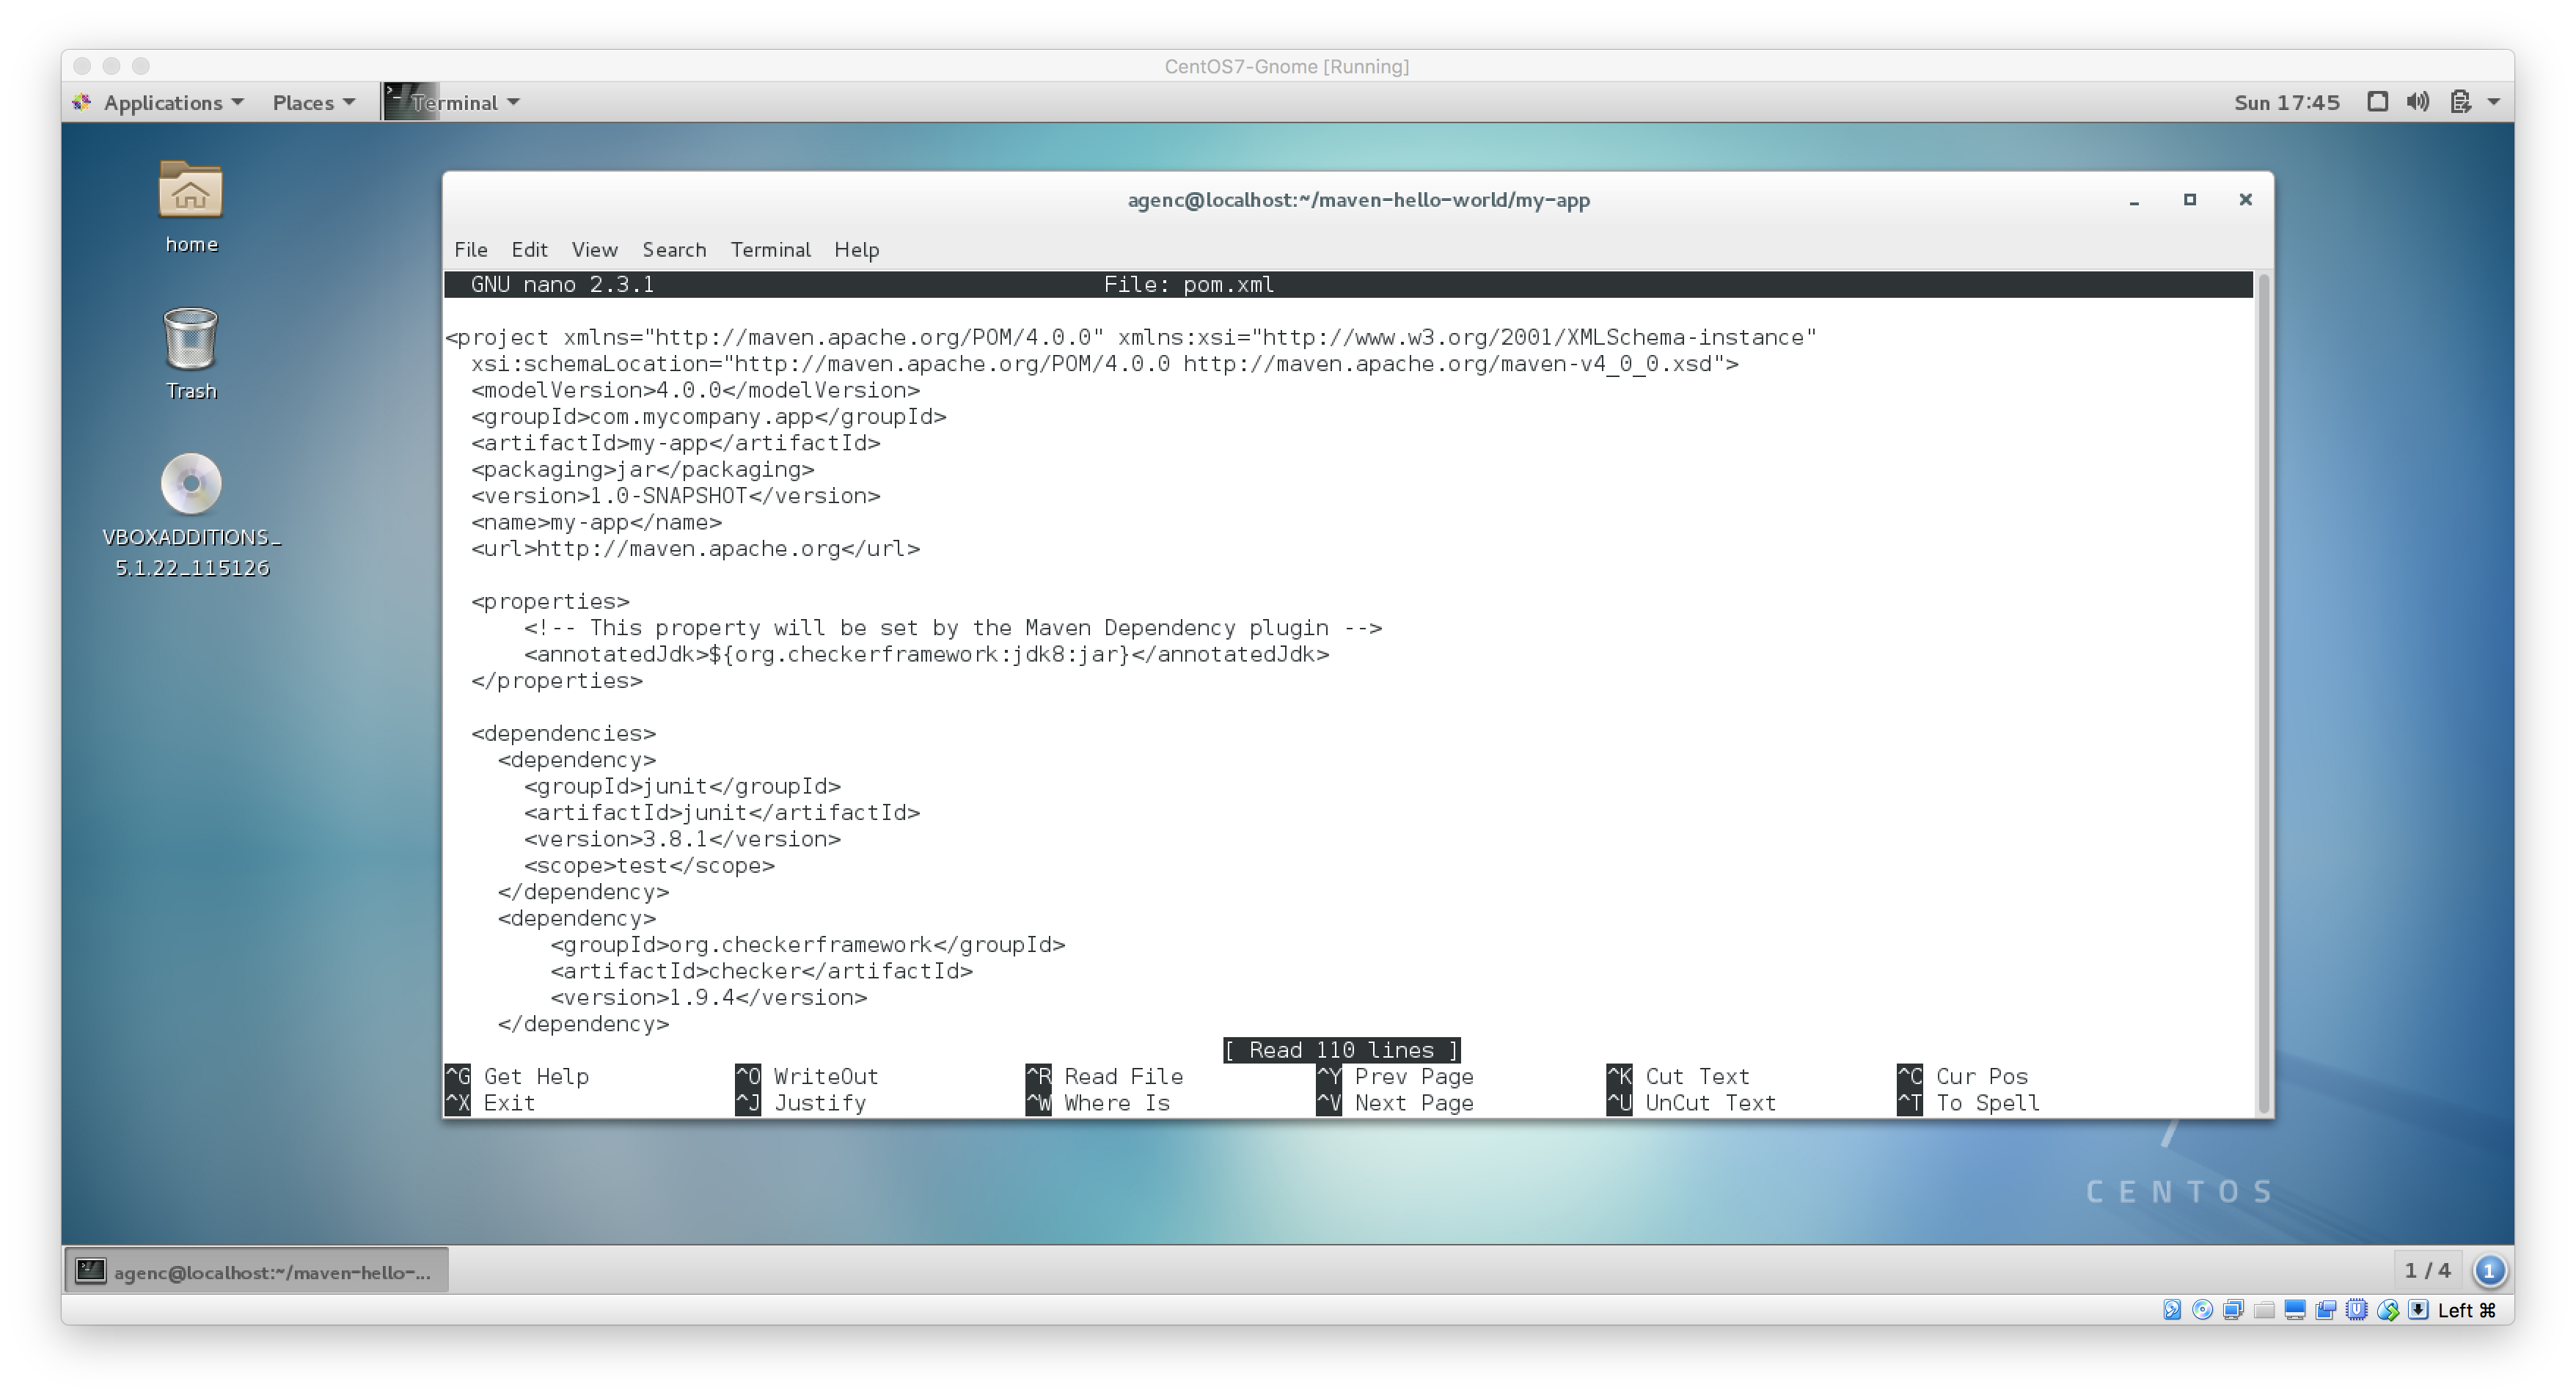 CentOS7-Gnome [Running]
Applications Places Terminal Sun 17:45
home
Trash
VBOXADDITIONS_
5.1.22_115126
agenc@localhost:~/maven-hello-world/my-app
File Edit View Search Terminal Help
GNU nano 2.3.1 File: pom.xml
<project xmlns="http://maven.apache.org/POM/4.0.0" xmlns:xsi="http://www.w3.org/2001/XMLSchema-instance"
  xsi:schemaLocation="http://maven.apache.org/POM/4.0.0 http://maven.apache.org/maven-v4_0_0.xsd">
  <modelVersion>4.0.0</modelVersion>
  <groupId>com.mycompany.app</groupId>
  <artifactId>my-app</artifactId>
  <packaging>jar</packaging>
  <version>1.0-SNAPSHOT</version>
  <name>my-app</name>
  <url>http://maven.apache.org</url>
  <properties>
      <!-- This property will be set by the Maven Dependency plugin -->
      <annotatedJdk>${org.checkerframework:jdk8:jar}</annotatedJdk>
  </properties>
  <dependencies>
    <dependency>
      <groupId>junit</groupId>
      <artifactId>junit</artifactId>
      <version>3.8.1</version>
      <scope>test</scope>
    </dependency>
    <dependency>
        <groupId>org.checkerframework</groupId>
        <artifactId>checker</artifactId>
        <version>1.9.4</version>
    </dependency>
[ Read 110 lines ]
^G Get Help ^O WriteOut ^R Read File ^Y Prev Page ^K Cut Text ^C Cur Pos
^X Exit ^J Justify ^W Where Is ^V Next Page ^U UnCut Text ^T To Spell
CENTOS
agenc@localhost:~/maven-hello-... 1 / 4 1
Left ⌘